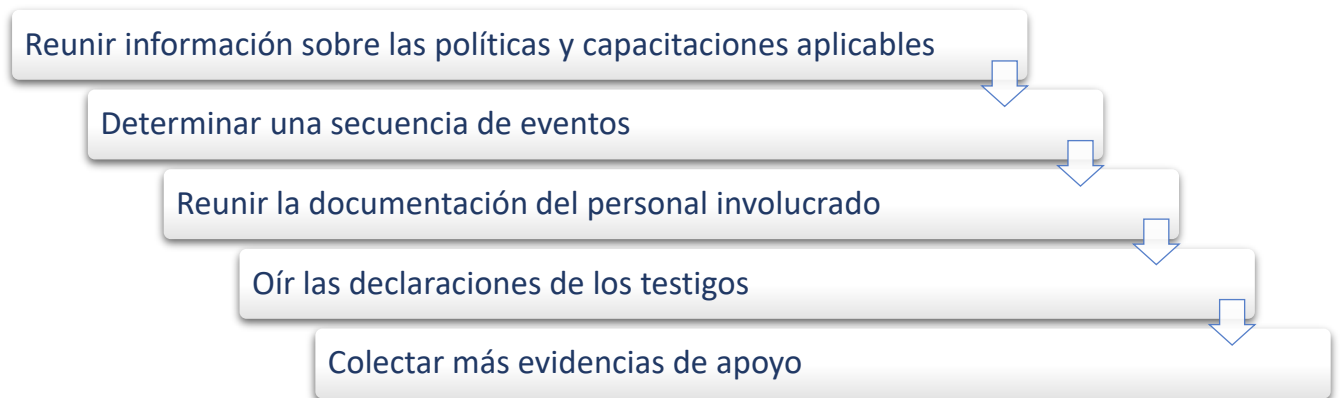 Reunir información sobre las políticas y capacitaciones aplicables
Determinar una secuencia de eventos
Reunir la documentación del personal involucrado
Oír las declaraciones de los testigos
Colectar más evidencias de apoyo